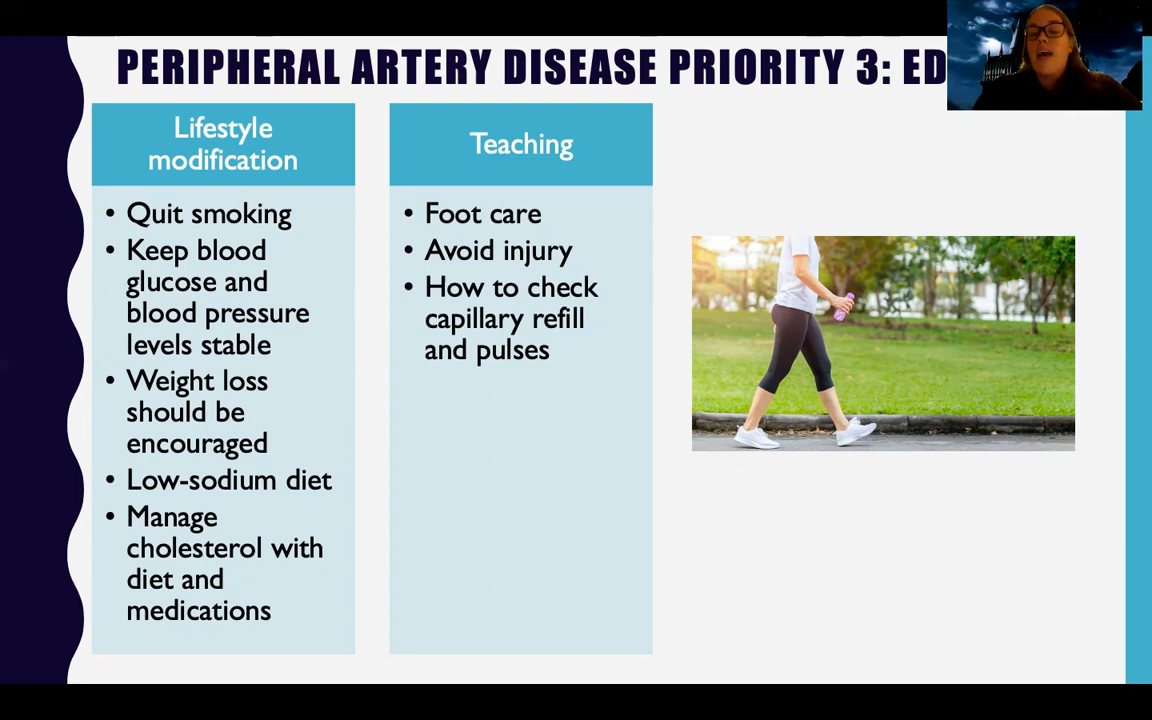 PERIPHERAL ARTERY DISEASE PRIORITY 3: ED
Lifestyle
modification
• Quit smoking
• Keep blood
glucose and
blood pressure
levels stable
• Weight loss
should be
encouraged
• Low-sodium diet
• Manage
cholesterol with
diet and
medications
Teaching
• Foot care
• Avoid injury
• How to check
capillary refill
and pulses